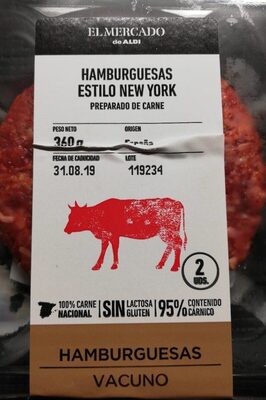 EL MERCADO
de ALDI
HAMBURGUESAS
ESTILO NEW YORK
PREPARADO DE CARNE
PESO NETO ORIGEN
360 g España
FECHA DE CADUCIDAD LOTE
31.08.19 119234
2
UDS.
100% CARNE
NACIONAL
SIN LACTOSA
GLUTEN
95% CONTENIDO
CÁRNICO
HAMBURGUESAS
VACUNO